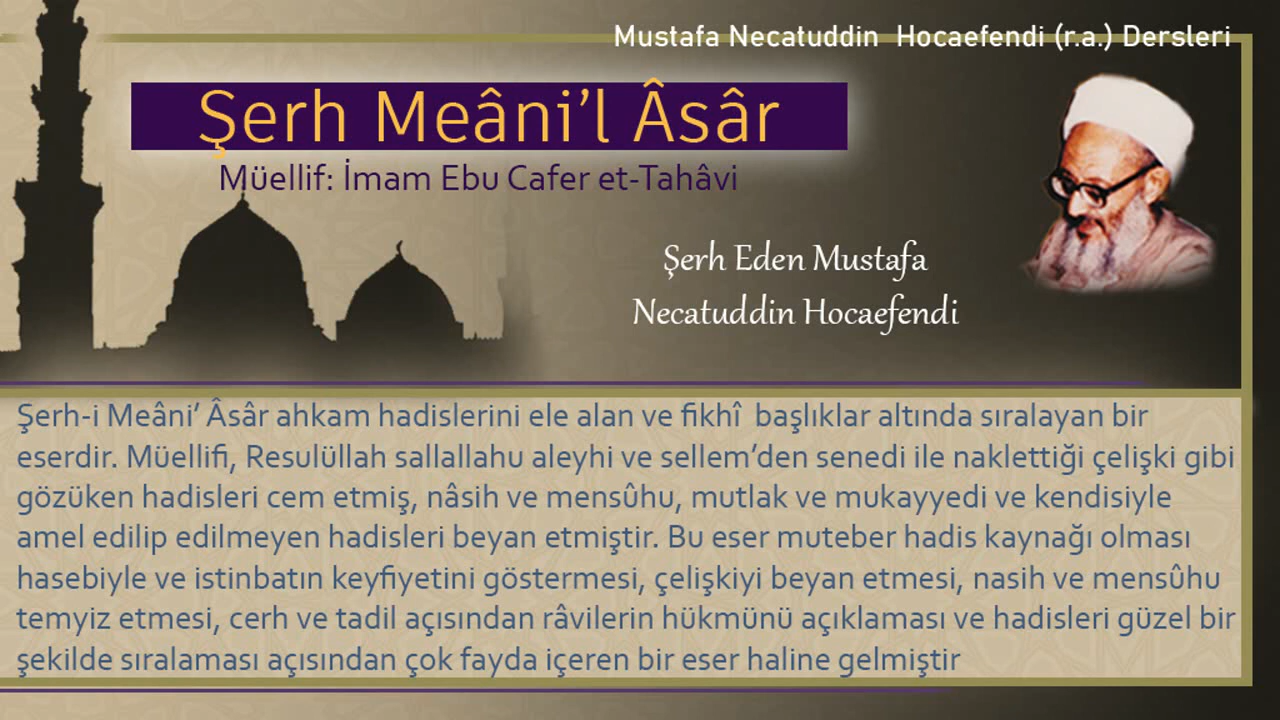 Mustafa Necatuddin Hocaefendi (r.a.) Dersleri
Şerh Meâni’l Âsâr
Müellif: İmam Ebu Cafer et-Tahâvi
Şerh Eden Mustafa
Necatuddin Hocaefendi
Şerh-i Meâni’ Âsâr ahkam hadislerini ele alan ve fikhî başlıklar altında sıralayan bir
eserdir. Müellifi, Resulüllah sallallahu aleyhi ve sellem’den senedi ile naklettiği çelişki gibi
gözüken hadisleri cem etmiş, nâsih ve mensûhu, mutlak ve mukayyedi ve kendisiyle
amel edilip edilmeyen hadisleri beyan etmiştir. Bu eser muteber hadis kaynağı olması
hasebiyle ve istinbatın keyfiyetini göstermesi, çelişkiyi beyan etmesi, nasih ve mensûhu
temyiz etmesi, cerh ve tadil açısından râvilerin hükmünü açıklaması ve hadisleri güzel bir
şekilde sıralaması açısından çok fayda içeren bir eser haline gelmiştir